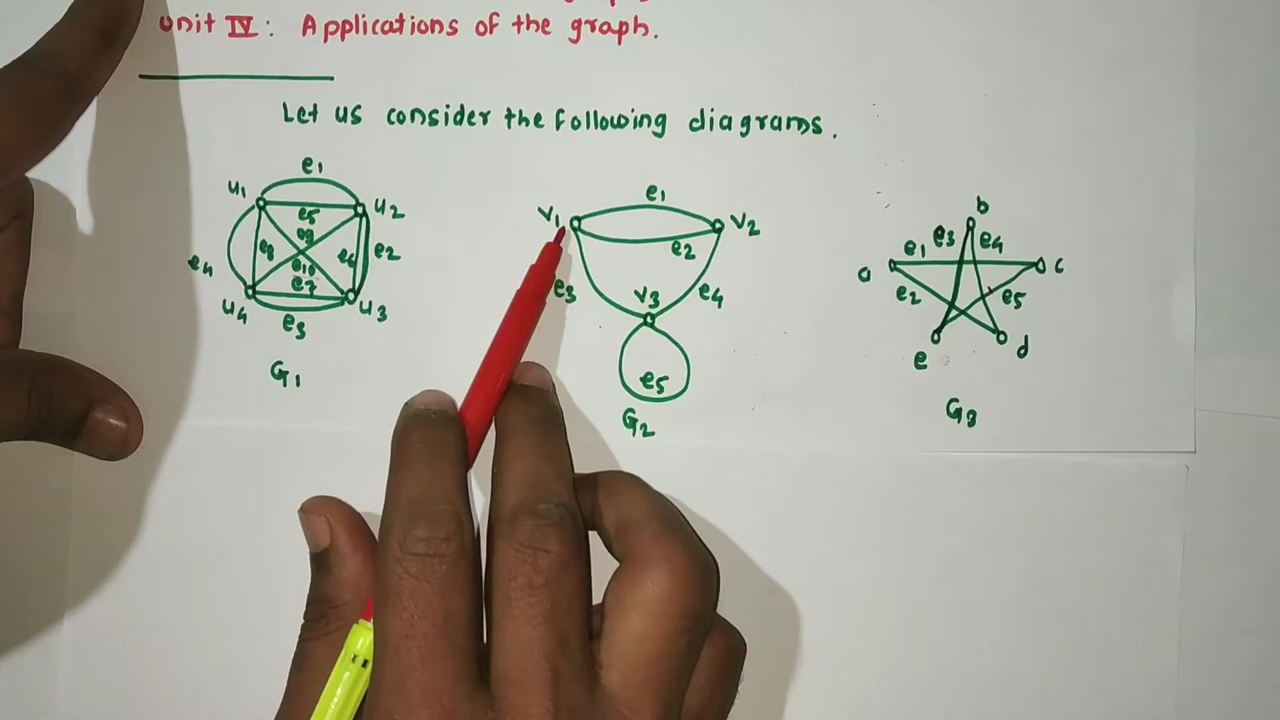 Unit IV: Applications of the graph.
Let us consider the following diagrams.
e1
u1 u2
e5
e9
e8 e6 e2
e4
e10
e7
u4 u3
e3
G1
e1
v1 v2
e2
e3 v3 e4
e5
G2
b
e1 e3 e4
a c
e2 e5
e d
G3